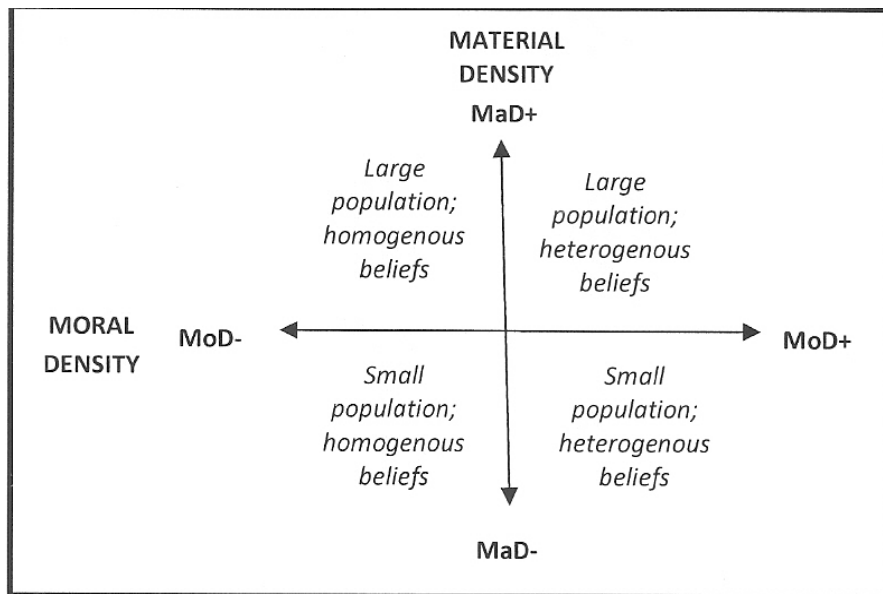 MATERIAL
DENSITY
MaD+
Large
population;
homogenous
beliefs
Large
population;
heterogenous
beliefs
MORAL
DENSITY
MoD-
MoD+
Small
population;
homogenous
beliefs
Small
population;
heterogenous
beliefs
MaD-